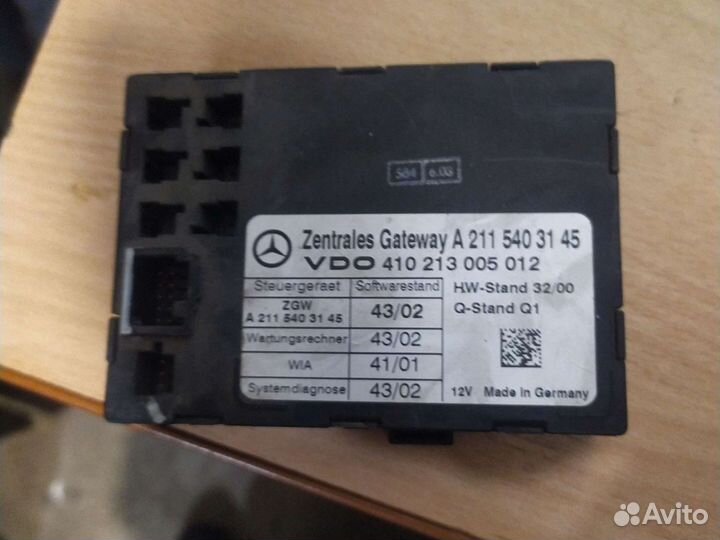 584 6.03
Zentrales Gateway A 211 540 31 45
VDO 410 213 005 012
Steuergeraet Softwarestand HW-Stand 32/00
ZGW
A 211 540 31 45 43/02 Q-Stand Q1
Wartungsrechner 43/02
WIA 41/01
Systemdiagnose 43/02 12V Made in Germany
Avito